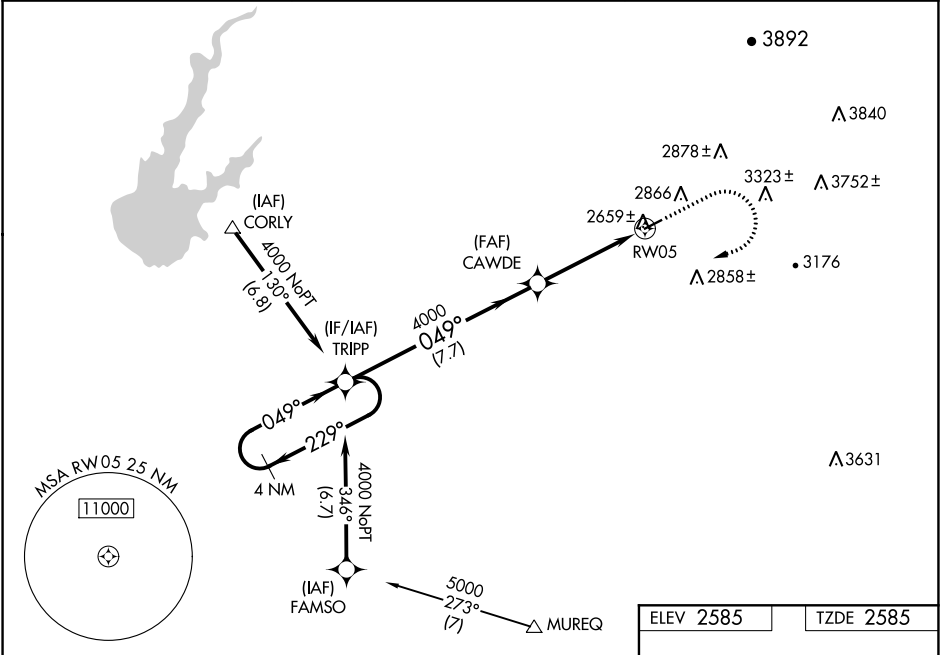 3892
3840
2878±
3323±
3752±
2866
2659±
RW05
3176
2858±
(IAF)
CORLY
4000 NoPT
130°
(6.8)
(FAF)
CAWDE
4000
049°
(7.7)
(IF/IAF)
TRIPP
049°
229°
4 NM
4000 NoPT
346°
(6.7)
3631
MSA RW05 25 NM
11000
(IAF)
FAMSO
5000
273°
(7)
MUREQ
ELEV 2585
TZDE 2585